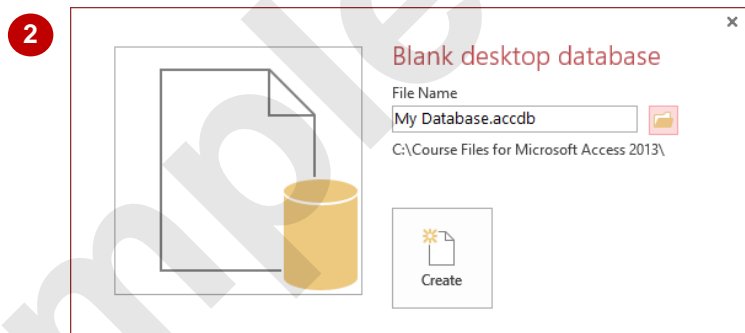 2
Blank desktop database
File Name
My Database.accdb
C:\Course Files for Microsoft Access 2013\
Create